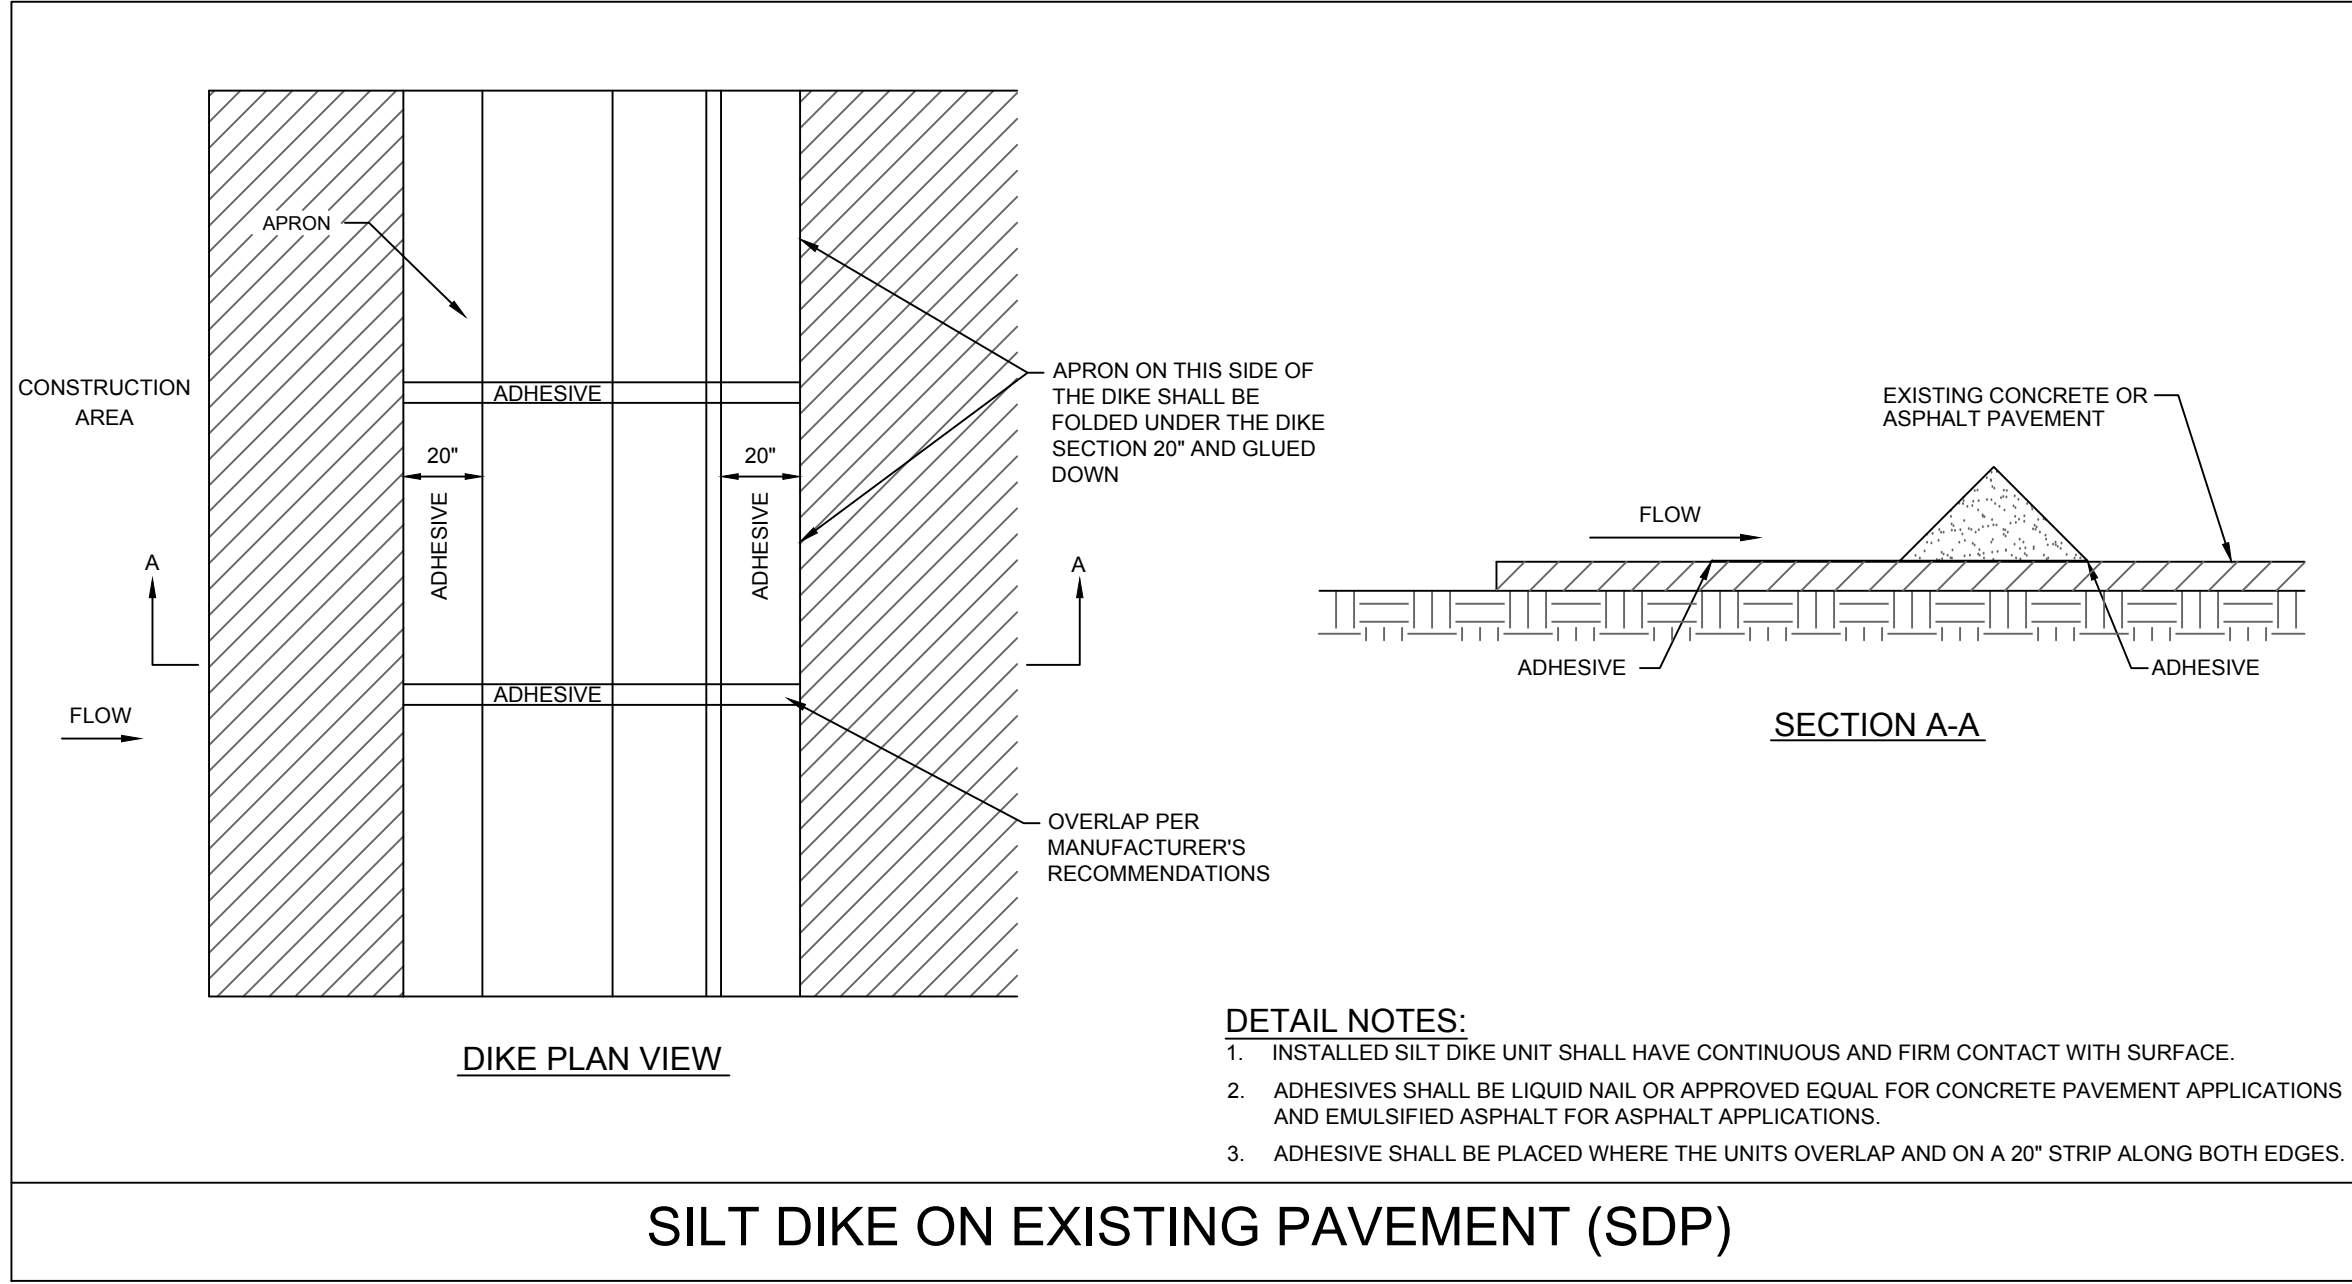 APRON
CONSTRUCTION
AREA
ADHESIVE
20"
20"
ADHESIVE
ADHESIVE
A
A
ADHESIVE
FLOW
APRON ON THIS SIDE OF
THE DIKE SHALL BE
FOLDED UNDER THE DIKE
SECTION 20" AND GLUED
DOWN
OVERLAP PER
MANUFACTURER'S
RECOMMENDATIONS
DIKE PLAN VIEW
EXISTING CONCRETE OR
ASPHALT PAVEMENT
FLOW
ADHESIVE
ADHESIVE
SECTION A-A
DETAIL NOTES:
1. INSTALLED SILT DIKE UNIT SHALL HAVE CONTINUOUS AND FIRM CONTACT WITH SURFACE.
2. ADHESIVES SHALL BE LIQUID NAIL OR APPROVED EQUAL FOR CONCRETE PAVEMENT APPLICATIONS
AND EMULSIFIED ASPHALT FOR ASPHALT APPLICATIONS.
3. ADHESIVE SHALL BE PLACED WHERE THE UNITS OVERLAP AND ON A 20" STRIP ALONG BOTH EDGES.
SILT DIKE ON EXISTING PAVEMENT (SDP)